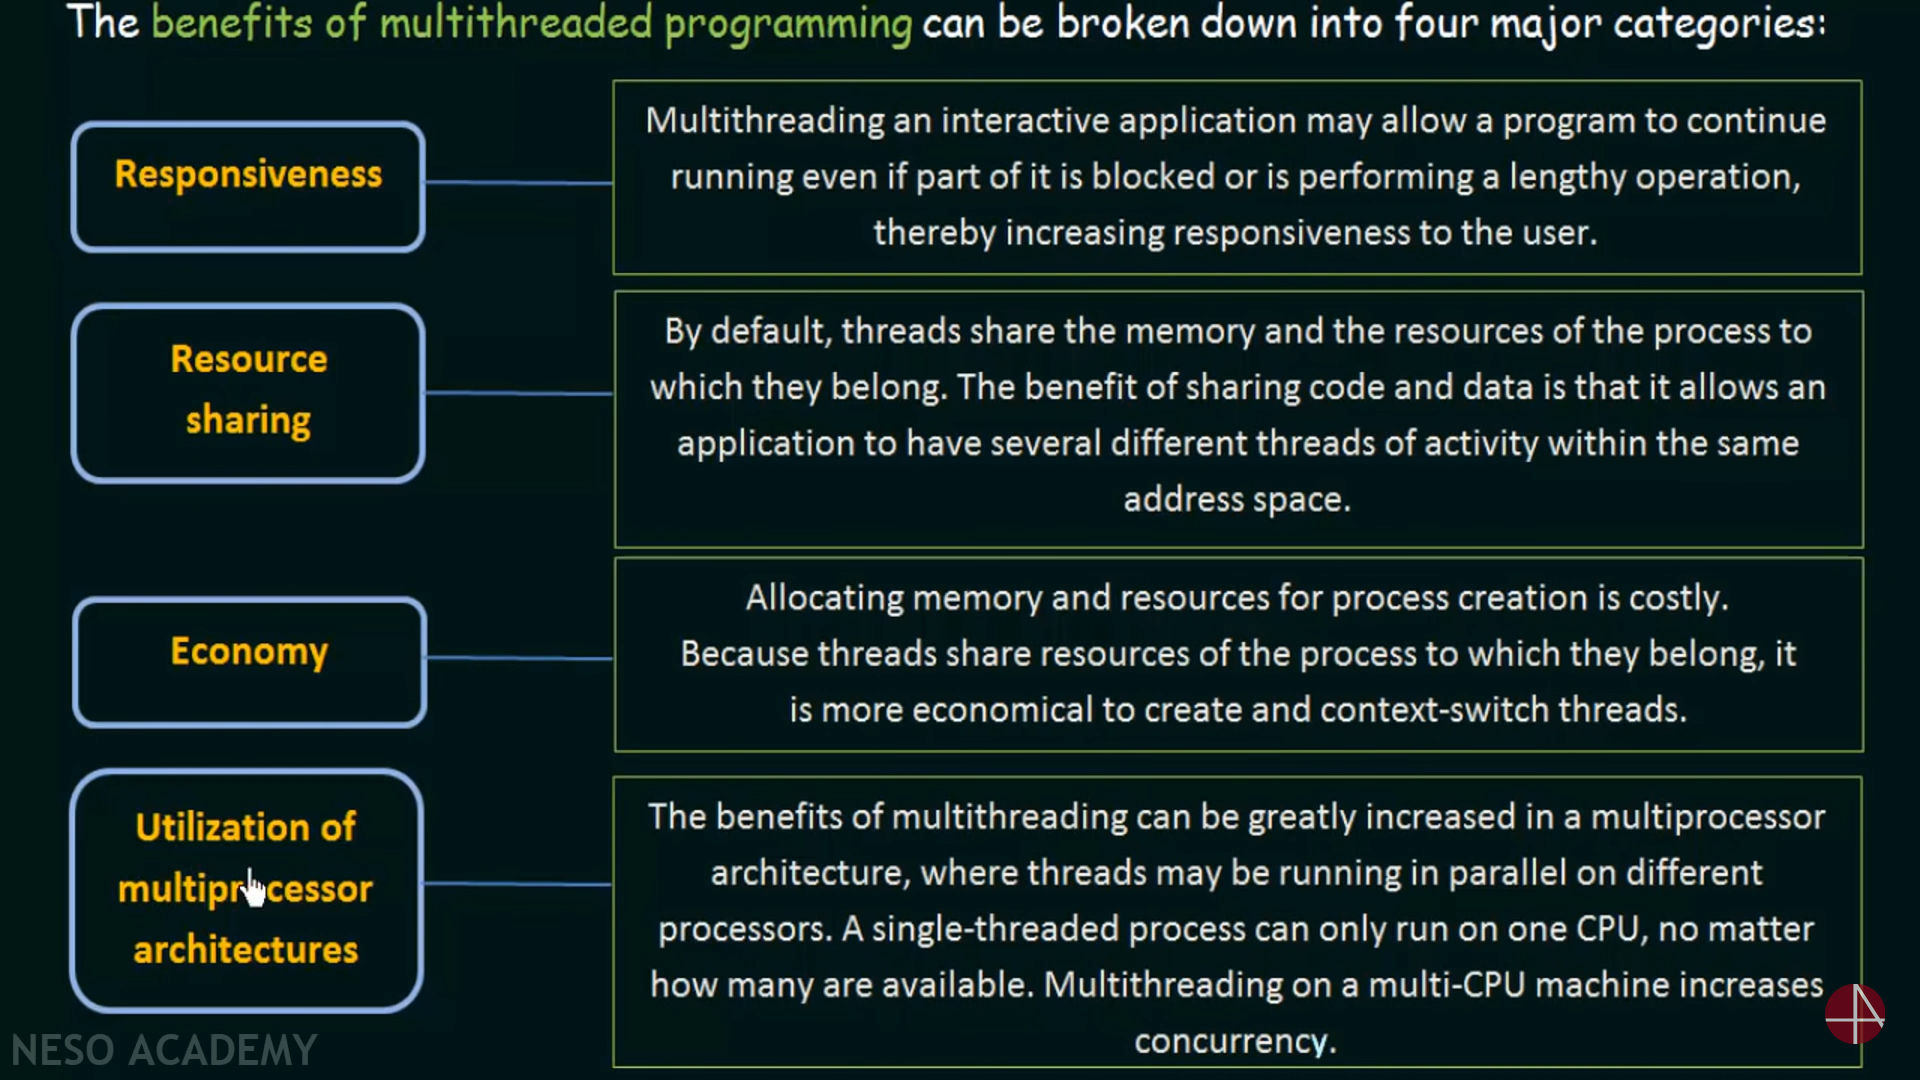 The benefits of multithreaded programming can be broken down into four major categories:
Responsiveness
Multithreading an interactive application may allow a program to continue
running even if part of it is blocked or is performing a lengthy operation,
thereby increasing responsiveness to the user.
Resource
sharing
By default, threads share the memory and the resources of the process to
which they belong. The benefit of sharing code and data is that it allows an
application to have several different threads of activity within the same
address space.
Economy
Allocating memory and resources for process creation is costly.
Because threads share resources of the process to which they belong, it
is more economical to create and context-switch threads.
Utilization of
multiprocessor
architectures
The benefits of multithreading can be greatly increased in a multiprocessor
architecture, where threads may be running in parallel on different
processors. A single-threaded process can only run on one CPU, no matter
how many are available. Multithreading on a multi-CPU machine increases
concurrency.
NESO ACADEMY